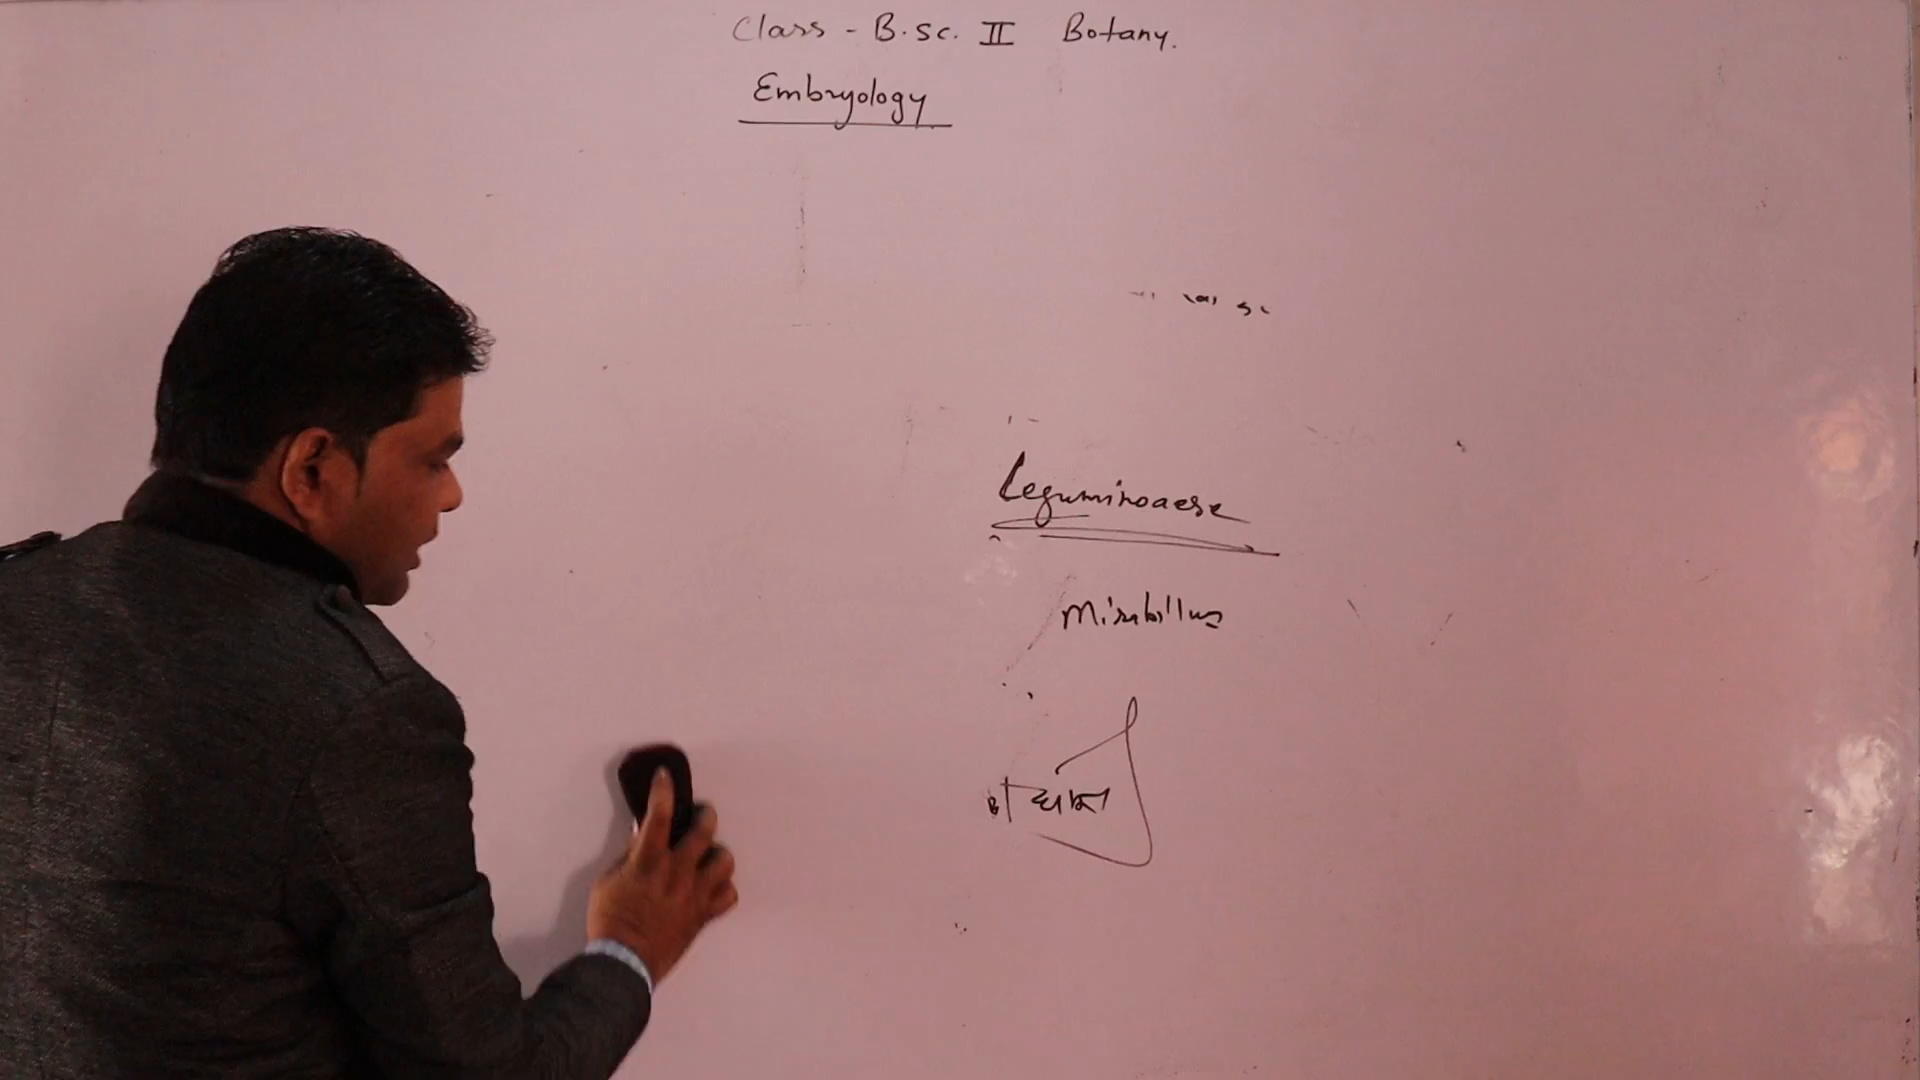 Class - B.Sc. II Botany.
Embryology
Leguminoaese
Mirabillus